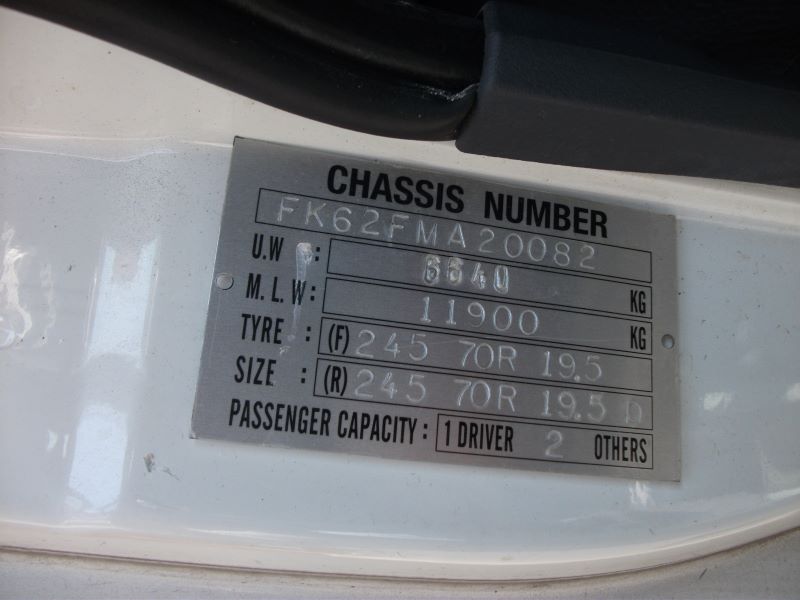 CHASSIS NUMBER
FK62FMA20082
U.W : KG
M.L.W: 11900 KG
TYRE : (F) 245 70R 19.5
SIZE : (R) 245 70R 19.5 D
PASSENGER CAPACITY : 1 DRIVER 2 OTHERS